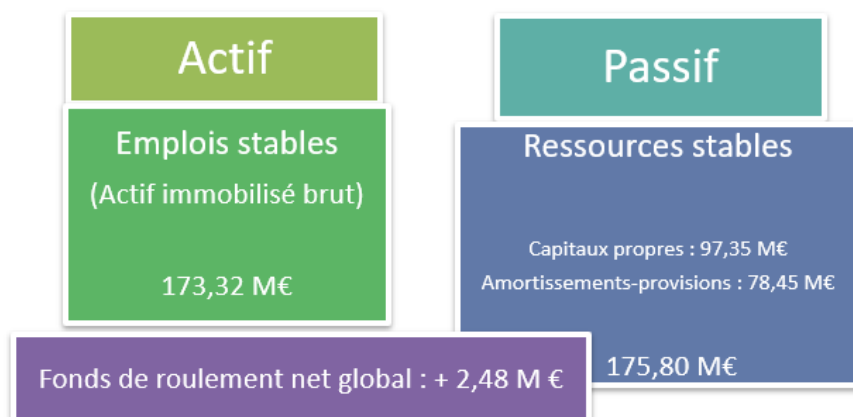 Actif
Emplois stables
(Actif immobilisé brut)
173,32 M€
Passif
Ressources stables
Capitaux propres : 97,35 M€
Amortissements-provisions : 78,45 M€
175,80 M€
Fonds de roulement net global : + 2,48 M €